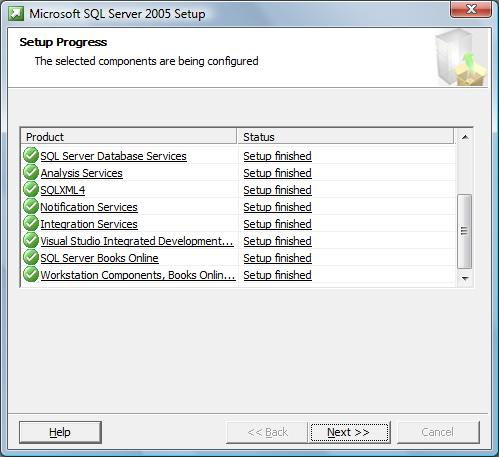 Microsoft SQL Server 2005 Setup
Setup Progress
The selected components are being configured
Product Status
SQL Server Database Services Setup finished
Analysis Services Setup finished
SQLXML4 Setup finished
Notification Services Setup finished
Integration Services Setup finished
Visual Studio Integrated Development... Setup finished
SQL Server Books Online Setup finished
Workstation Components, Books Onlin... Setup finished
Help << Back Next >> Cancel